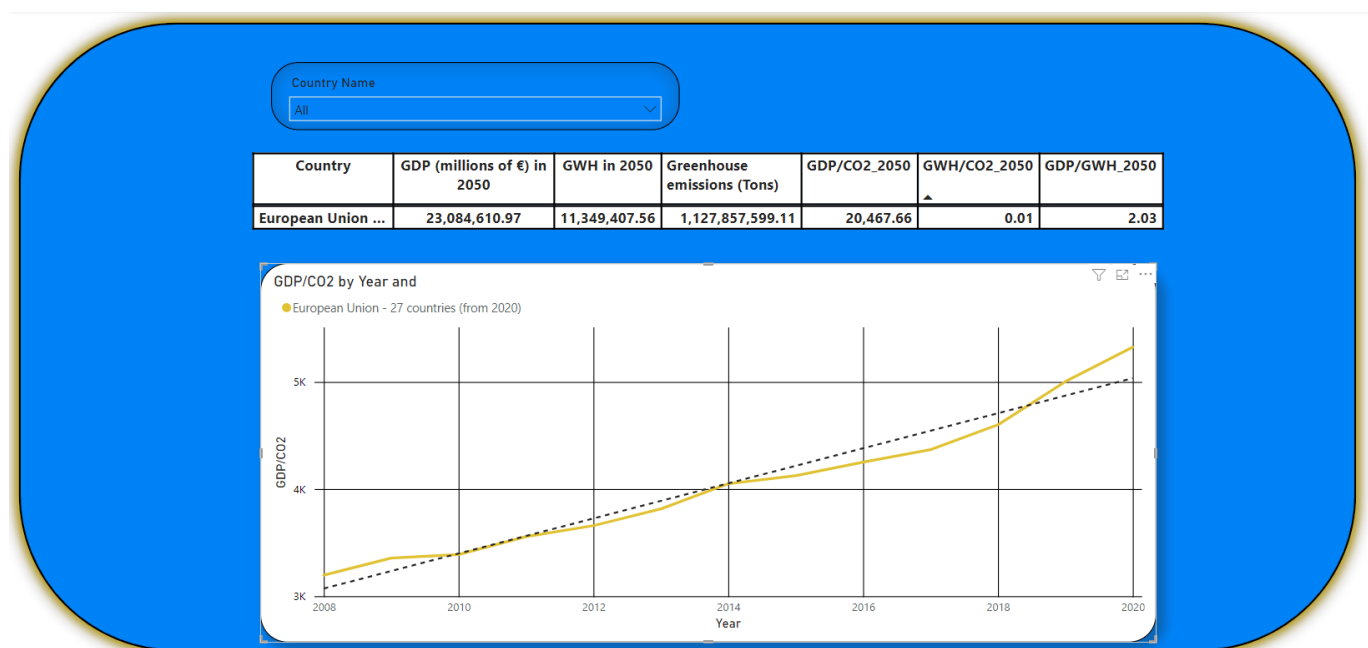 Country Name
All
Country GDP (millions of €) in 2050 GWH in 2050 Greenhouse emissions (Tons) GDP/CO2_2050 GWH/CO2_2050 GDP/GWH_2050
European Union ... 23,084,610.97 11,349,407.56 1,127,857,599.11 20,467.66 0.01 2.03
GDP/CO2 by Year and
European Union - 27 countries (from 2020)
5K
4K
3K
GDP/CO2
2008 2010 2012 2014 2016 2018 2020
Year